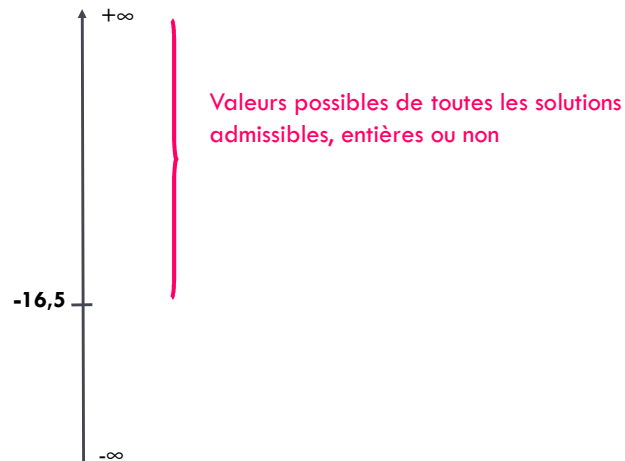 +∞
Valeurs possibles de toutes les solutions
admissibles, entières ou non
-16,5
-∞